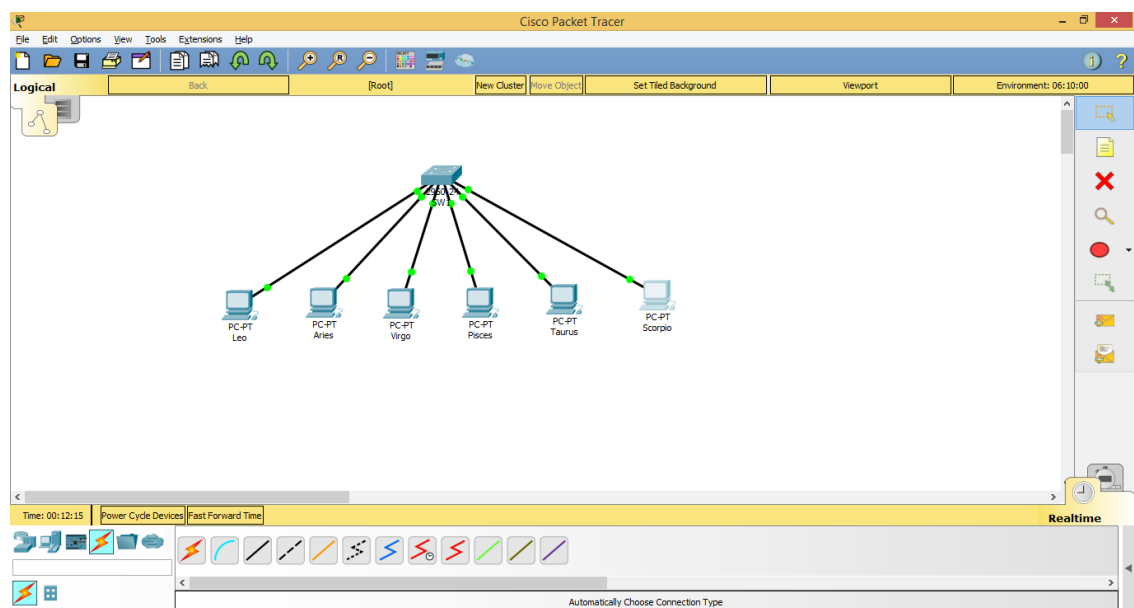 Cisco Packet Tracer
File Edit Options View Tools Extensions Help
Logical Back [Root] New Cluster Move Object Set Tiled Background Viewport Environment: 06:10:00
2950-24
SW1
PC-PT
Leo
PC-PT
Aries
PC-PT
Virgo
PC-PT
Pisces
PC-PT
Taurus
PC-PT
Scorpio
Time: 00:12:15 Power Cycle Devices Fast Forward Time Realtime
Automatically Choose Connection Type